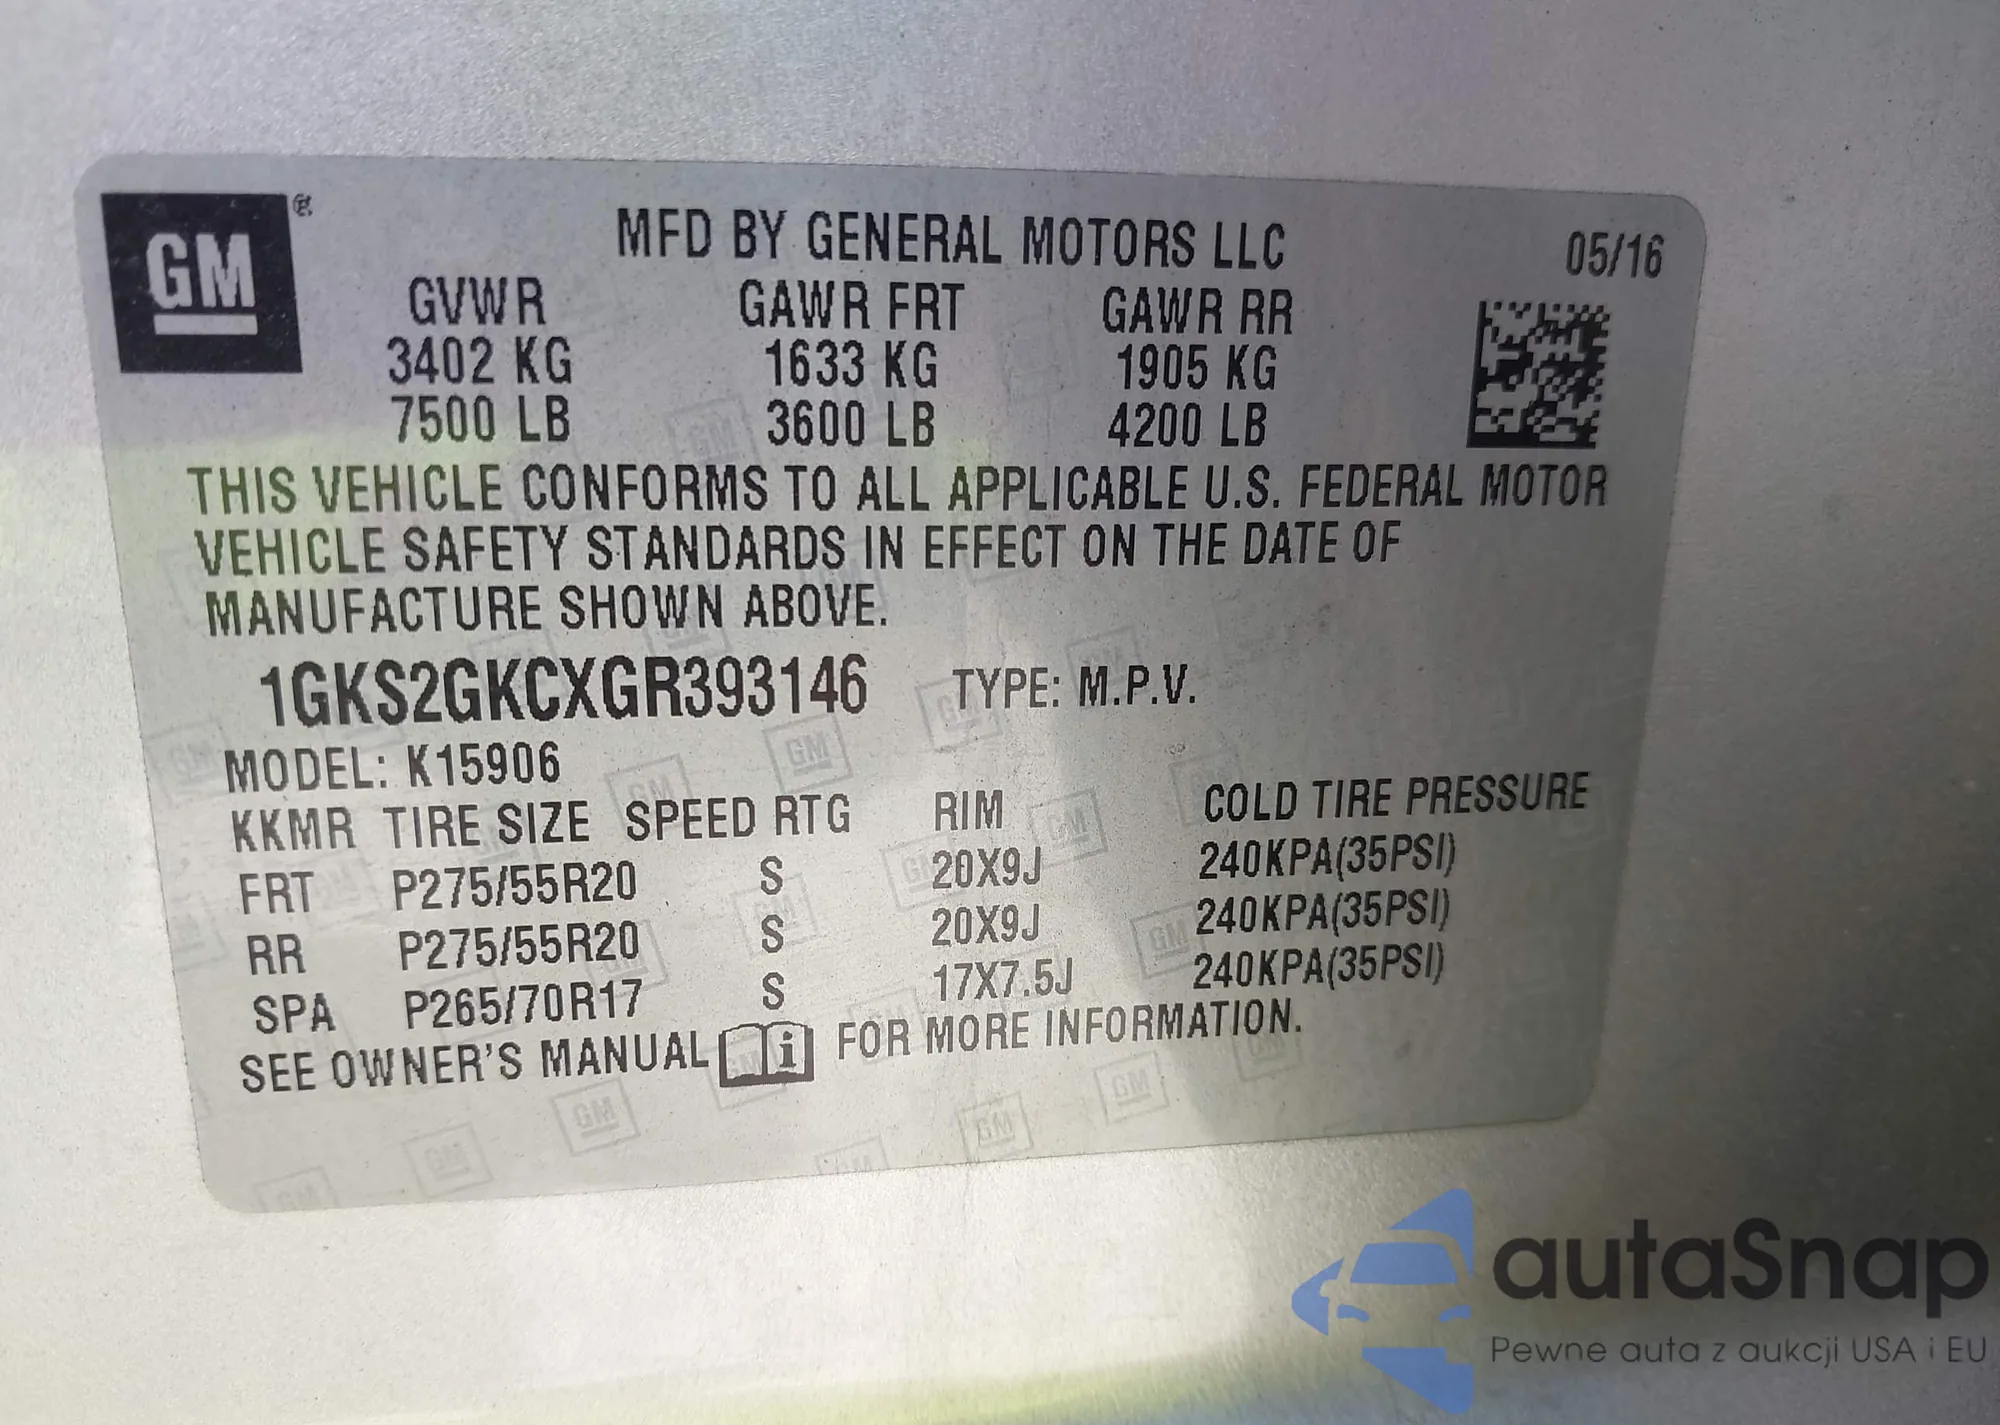 GM ®
MFD BY GENERAL MOTORS LLC 05/16
GVWR GAWR FRT GAWR RR
3402 KG 1633 KG 1905 KG
7500 LB 3600 LB 4200 LB
THIS VEHICLE CONFORMS TO ALL APPLICABLE U.S. FEDERAL MOTOR
VEHICLE SAFETY STANDARDS IN EFFECT ON THE DATE OF
MANUFACTURE SHOWN ABOVE.
1GKS2GKCXGR393146 TYPE: M.P.V.
MODEL: K15906
KKMR TIRE SIZE SPEED RTG RIM COLD TIRE PRESSURE
FRT P275/55R20 S 20X9J 240KPA(35PSI)
RR P275/55R20 S 20X9J 240KPA(35PSI)
SPA P265/70R17 S 17X7.5J 240KPA(35PSI)
SEE OWNER'S MANUAL i FOR MORE INFORMATION.
autaSnap
Pewne auta z aukcji USA i EU